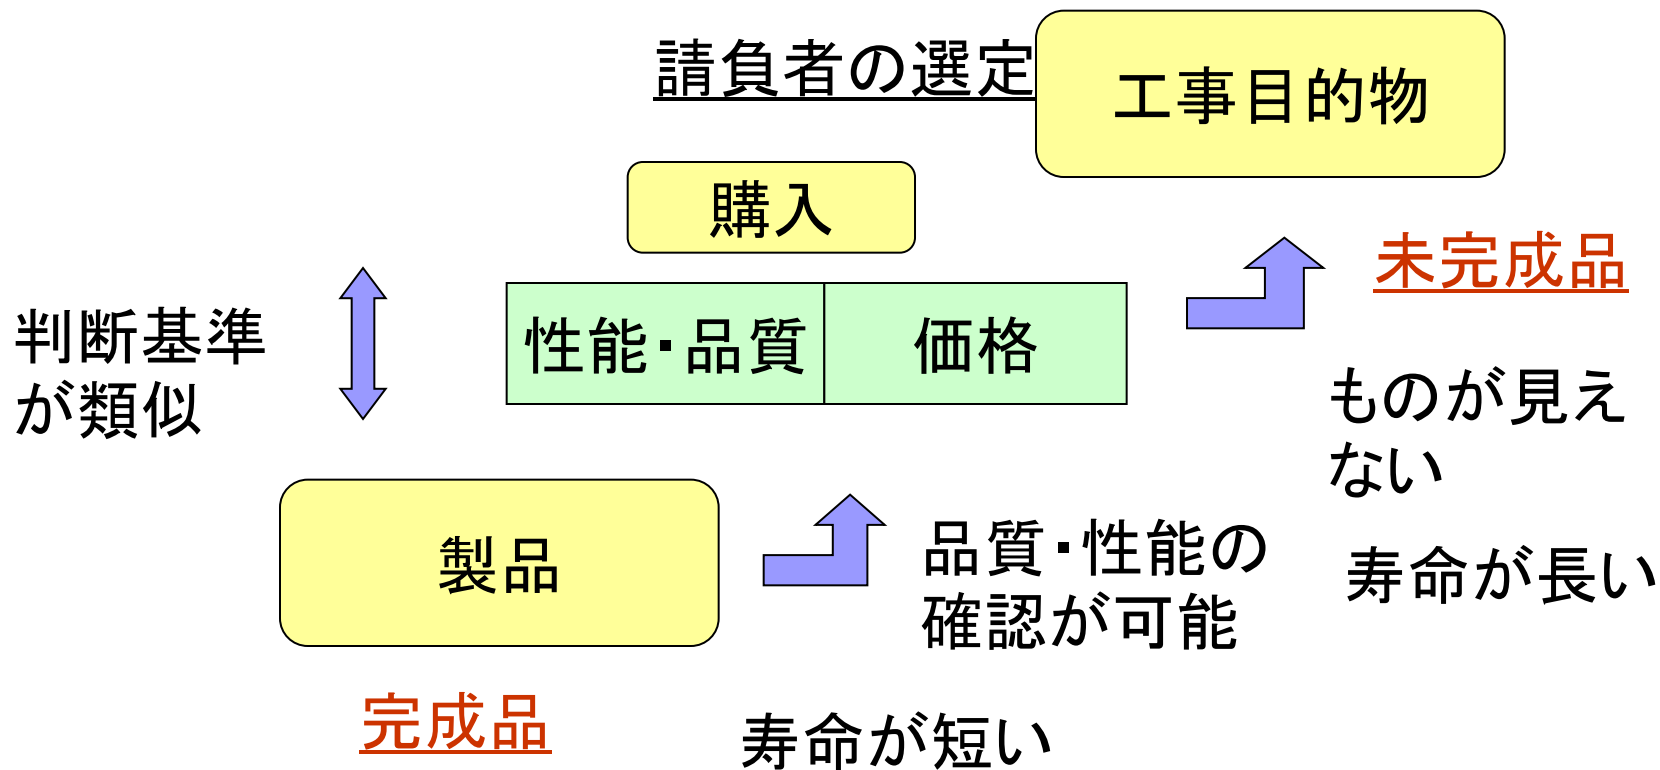 請負者の選定
工事目的物
購入
未完成品
判断基準
が類似
性能・品質
価格
ものが見え
ない
製品
品質・性能の
確認が可能
寿命が長い
完成品
寿命が短い